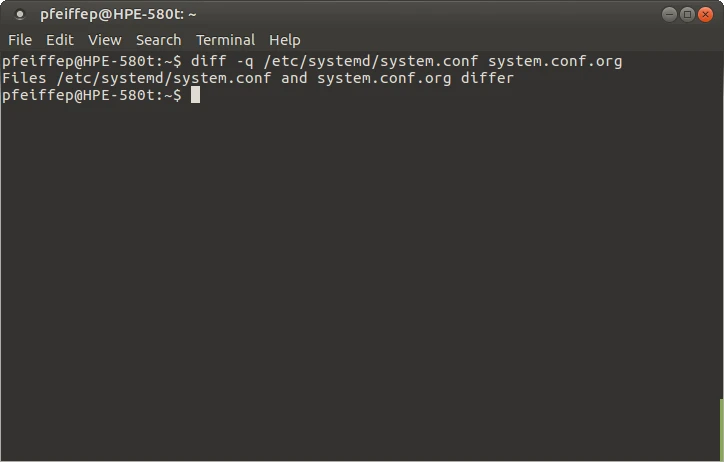 pfeiffep@HPE-580t: ~
File Edit View Search Terminal Help
pfeiffep@HPE-580t:~$ diff -q /etc/systemd/system.conf system.conf.org
Files /etc/systemd/system.conf and system.conf.org differ
pfeiffep@HPE-580t:~$